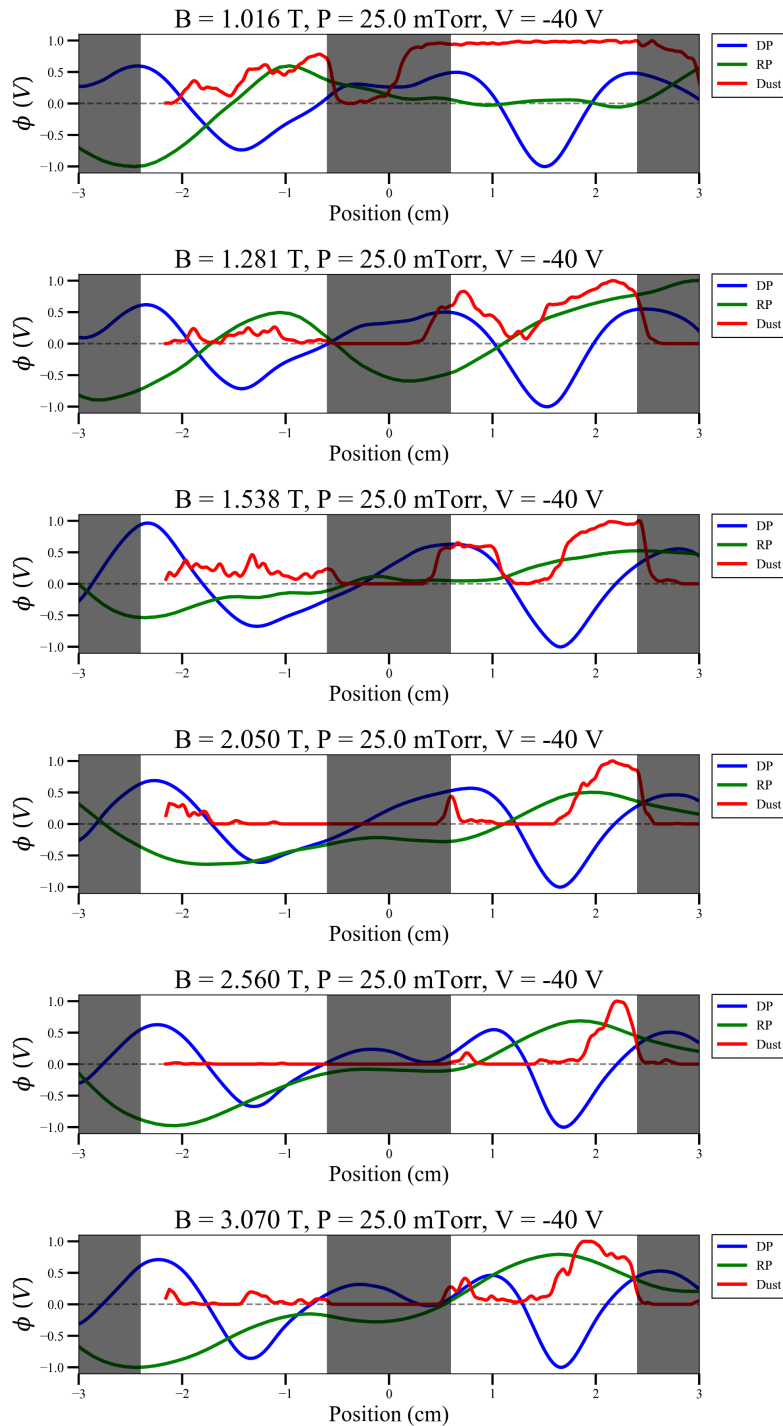 B = 1.016 T, P = 25.0 mTorr, V = -40 V
1.0
0.5
0.0
−0.5
−1.0
ϕ (V)
−3 −2 −1 0 1 2 3
Position (cm)
DP
RP
Dust
B = 1.281 T, P = 25.0 mTorr, V = -40 V
1.0
0.5
0.0
−0.5
−1.0
ϕ (V)
−3 −2 −1 0 1 2 3
Position (cm)
DP
RP
Dust
B = 1.538 T, P = 25.0 mTorr, V = -40 V
1.0
0.5
0.0
−0.5
−1.0
ϕ (V)
−3 −2 −1 0 1 2 3
Position (cm)
DP
RP
Dust
B = 2.050 T, P = 25.0 mTorr, V = -40 V
1.0
0.5
0.0
−0.5
−1.0
ϕ (V)
−3 −2 −1 0 1 2 3
Position (cm)
DP
RP
Dust
B = 2.560 T, P = 25.0 mTorr, V = -40 V
1.0
0.5
0.0
−0.5
−1.0
ϕ (V)
−3 −2 −1 0 1 2 3
Position (cm)
DP
RP
Dust
B = 3.070 T, P = 25.0 mTorr, V = -40 V
1.0
0.5
0.0
−0.5
−1.0
ϕ (V)
−3 −2 −1 0 1 2 3
Position (cm)
DP
RP
Dust